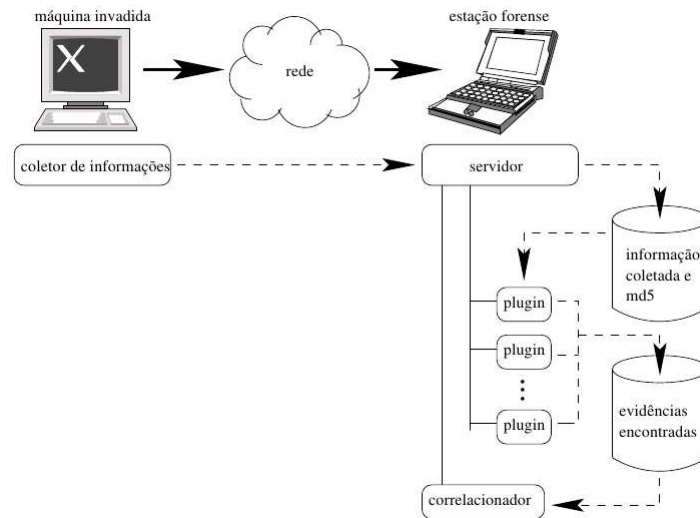 máquina invadida
estação forense
X
rede
coletor de informações
servidor
informação
coletada e
md5
plugin
plugin
plugin
evidências
encontradas
correlacionador